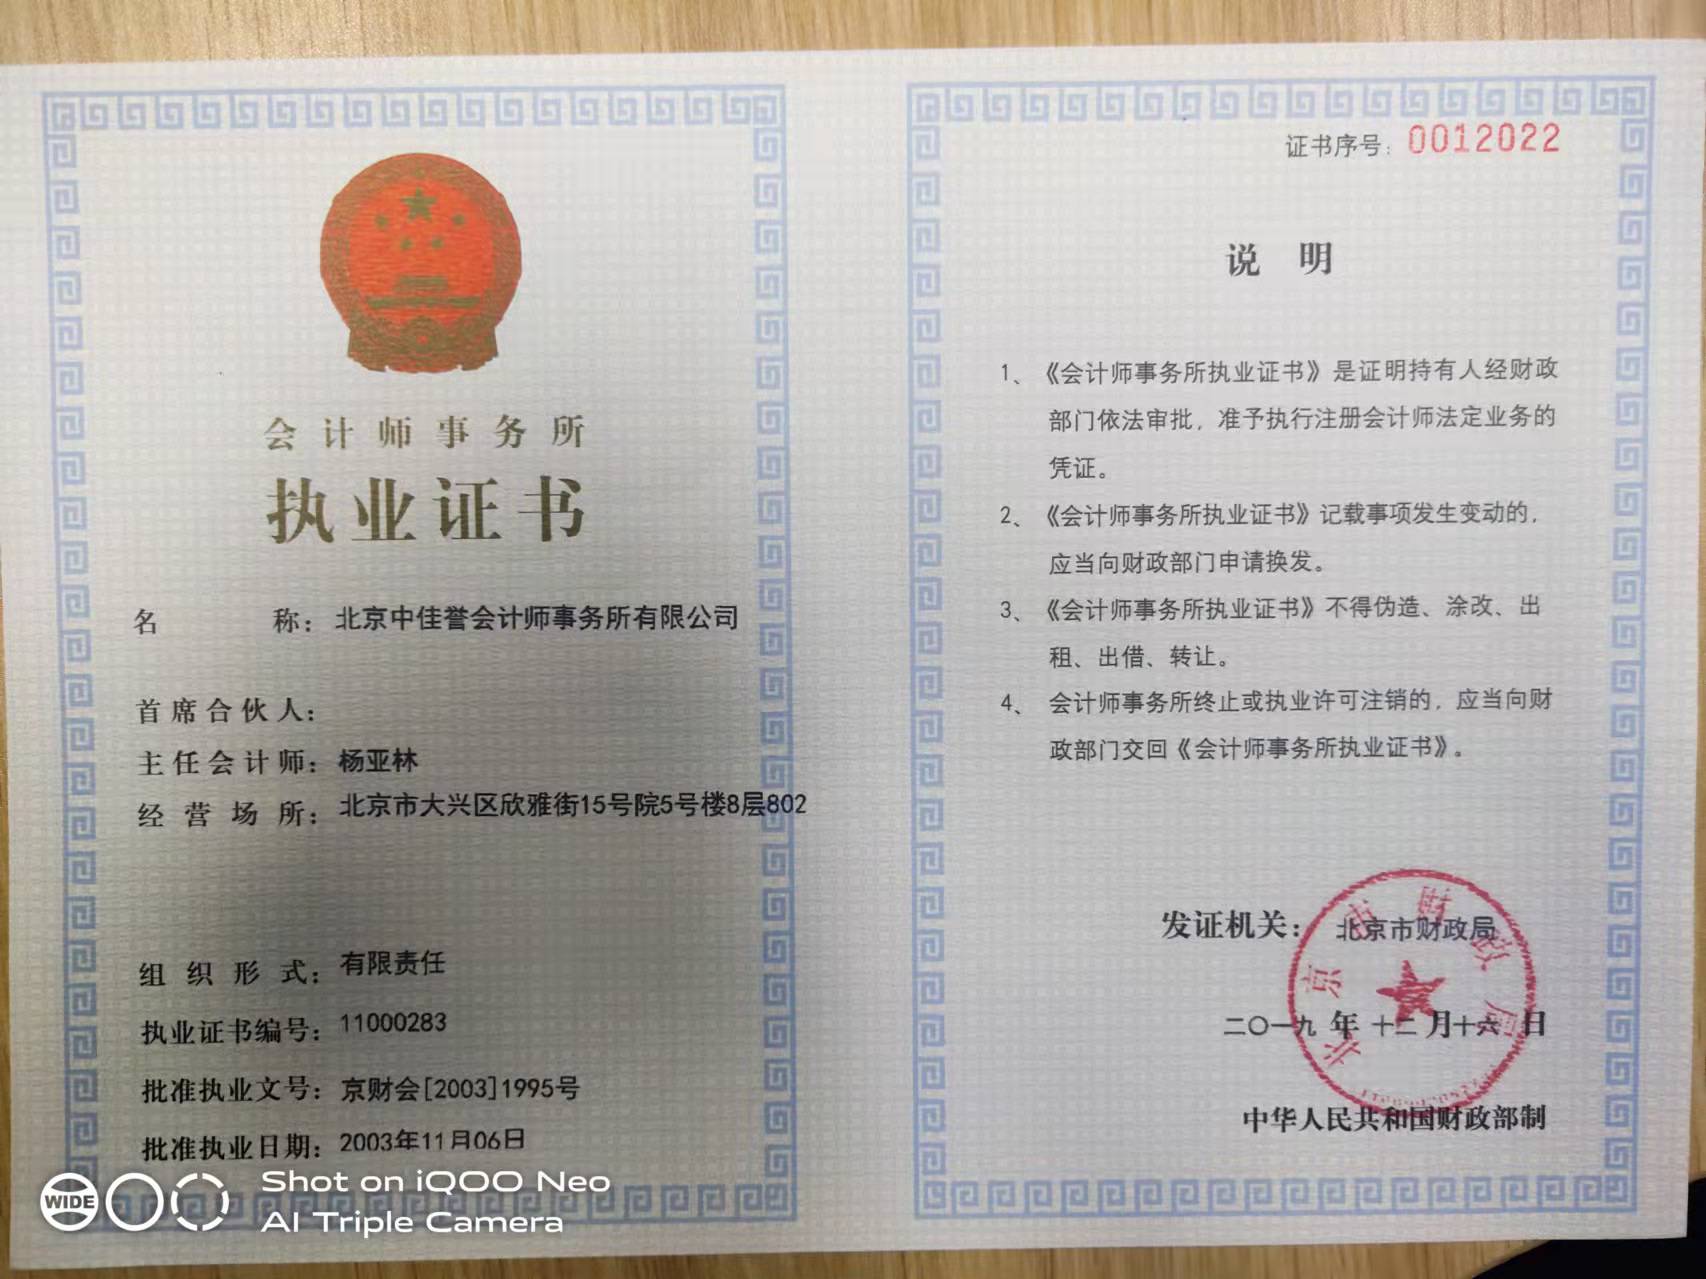 会计师事务所
执业证书
名 称：北京中佳誉会计师事务所有限公司
首席合伙人：
主任会计师：杨亚林
经营场所：北京市大兴区欣雅街15号院5号楼8层802
组织形式：有限责任
执业证书编号：11000283
批准执业文号：京财会[2003]1995号
批准执业日期：2003年11月06日
WIDE
Shot on iQOO Neo
AI Triple Camera
证书序号：0012022
说 明
1、《会计师事务所执业证书》是证明持有人经财政
部门依法审批，准予执行注册会计师法定业务的
凭证。
2、《会计师事务所执业证书》记载事项发生变动的，
应当向财政部门申请换发。
3、《会计师事务所执业证书》不得伪造、涂改、出
租、出借、转让。
4、会计师事务所终止或执业许可注销的，应当向财
政部门交回《会计师事务所执业证书》。
发证机关：北京市财政局
北京市财政局
二〇一九年十二月十六日
中华人民共和国财政部制